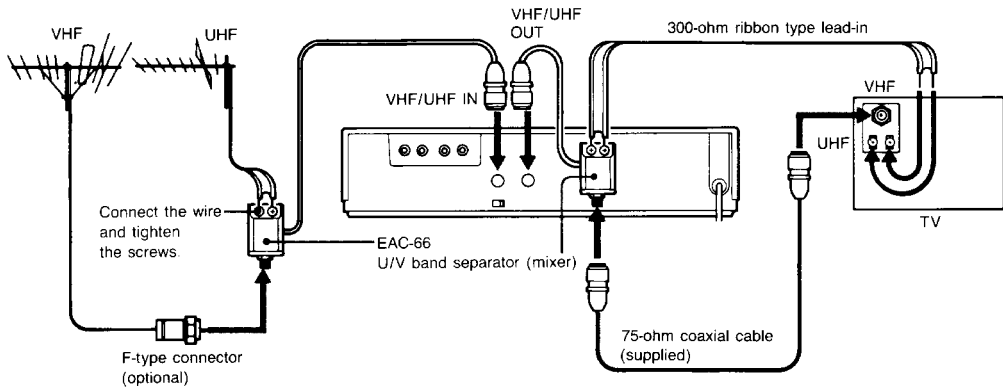 VHF
UHF
VHF/UHF
OUT
300-ohm ribbon type lead-in
VHF/UHF IN
VHF
UHF
TV
Connect the wire
and tighten
the screws.
EAC-66
U/V band separator (mixer)
F-type connector
(optional)
75-ohm coaxial cable
(supplied)